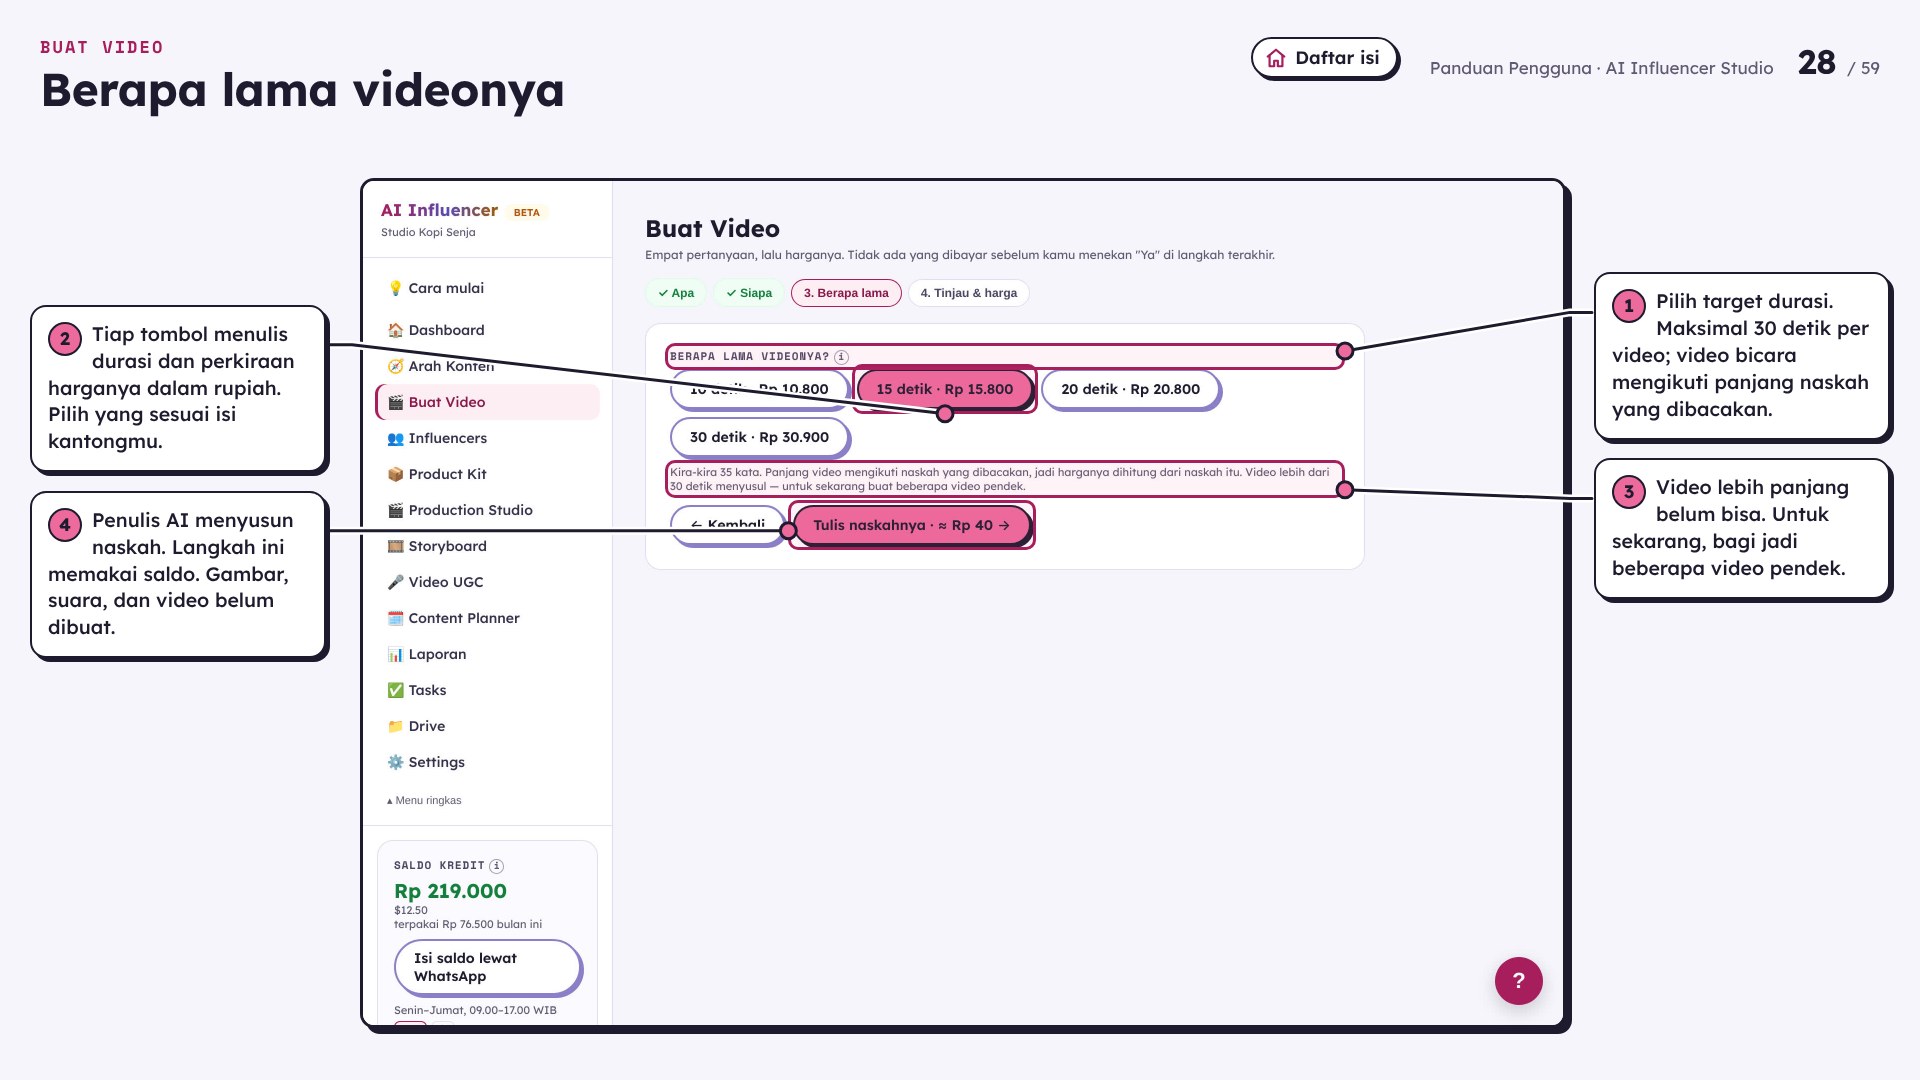 BUAT VIDEO
Berapa lama videonya
Daftar isi
Panduan Pengguna · AI Influencer Studio
28 / 59
2 Tiap tombol menulis
durasi dan perkiraan
harganya dalam rupiah.
Pilih yang sesuai isi
kantongmu.
4 Penulis AI menyusun
naskah. Langkah ini
memakai saldo. Gambar,
suara, dan video belum
dibuat.
AI Influencer BETA
Studio Kopi Senja
💡 Cara mulai
🏠 Dashboard
🧭 Arah Konten
🎬 Buat Video
👥 Influencers
📦 Product Kit
🎬 Production Studio
🎞️ Storyboard
🎤 Video UGC
🗓️ Content Planner
📊 Laporan
✅ Tasks
📁 Drive
⚙️ Settings
▴ Menu ringkas
SALDO KREDIT i
Rp 219.000
$12.50
terpakai Rp 76.500 bulan ini
Isi saldo lewat
WhatsApp
Senin–Jumat, 09.00–17.00 WIB
Buat Video
Empat pertanyaan, lalu harganya. Tidak ada yang dibayar sebelum kamu menekan "Ya" di langkah terakhir.
✓ Apa
✓ Siapa
3. Berapa lama
4. Tinjau & harga
BERAPA LAMA VIDEONYA? i
10 detik · Rp 10.800
15 detik · Rp 15.800
20 detik · Rp 20.800
30 detik · Rp 30.900
Kira-kira 35 kata. Panjang video mengikuti naskah yang dibacakan, jadi harganya dihitung dari naskah itu. Video lebih dari
30 detik menyusul — untuk sekarang buat beberapa video pendek.
← Kembali
Tulis naskahnya · ≈ Rp 40 →
?
1 Pilih target durasi.
Maksimal 30 detik per
video; video bicara
mengikuti panjang naskah
yang dibacakan.
3 Video lebih panjang
belum bisa. Untuk
sekarang, bagi jadi
beberapa video pendek.